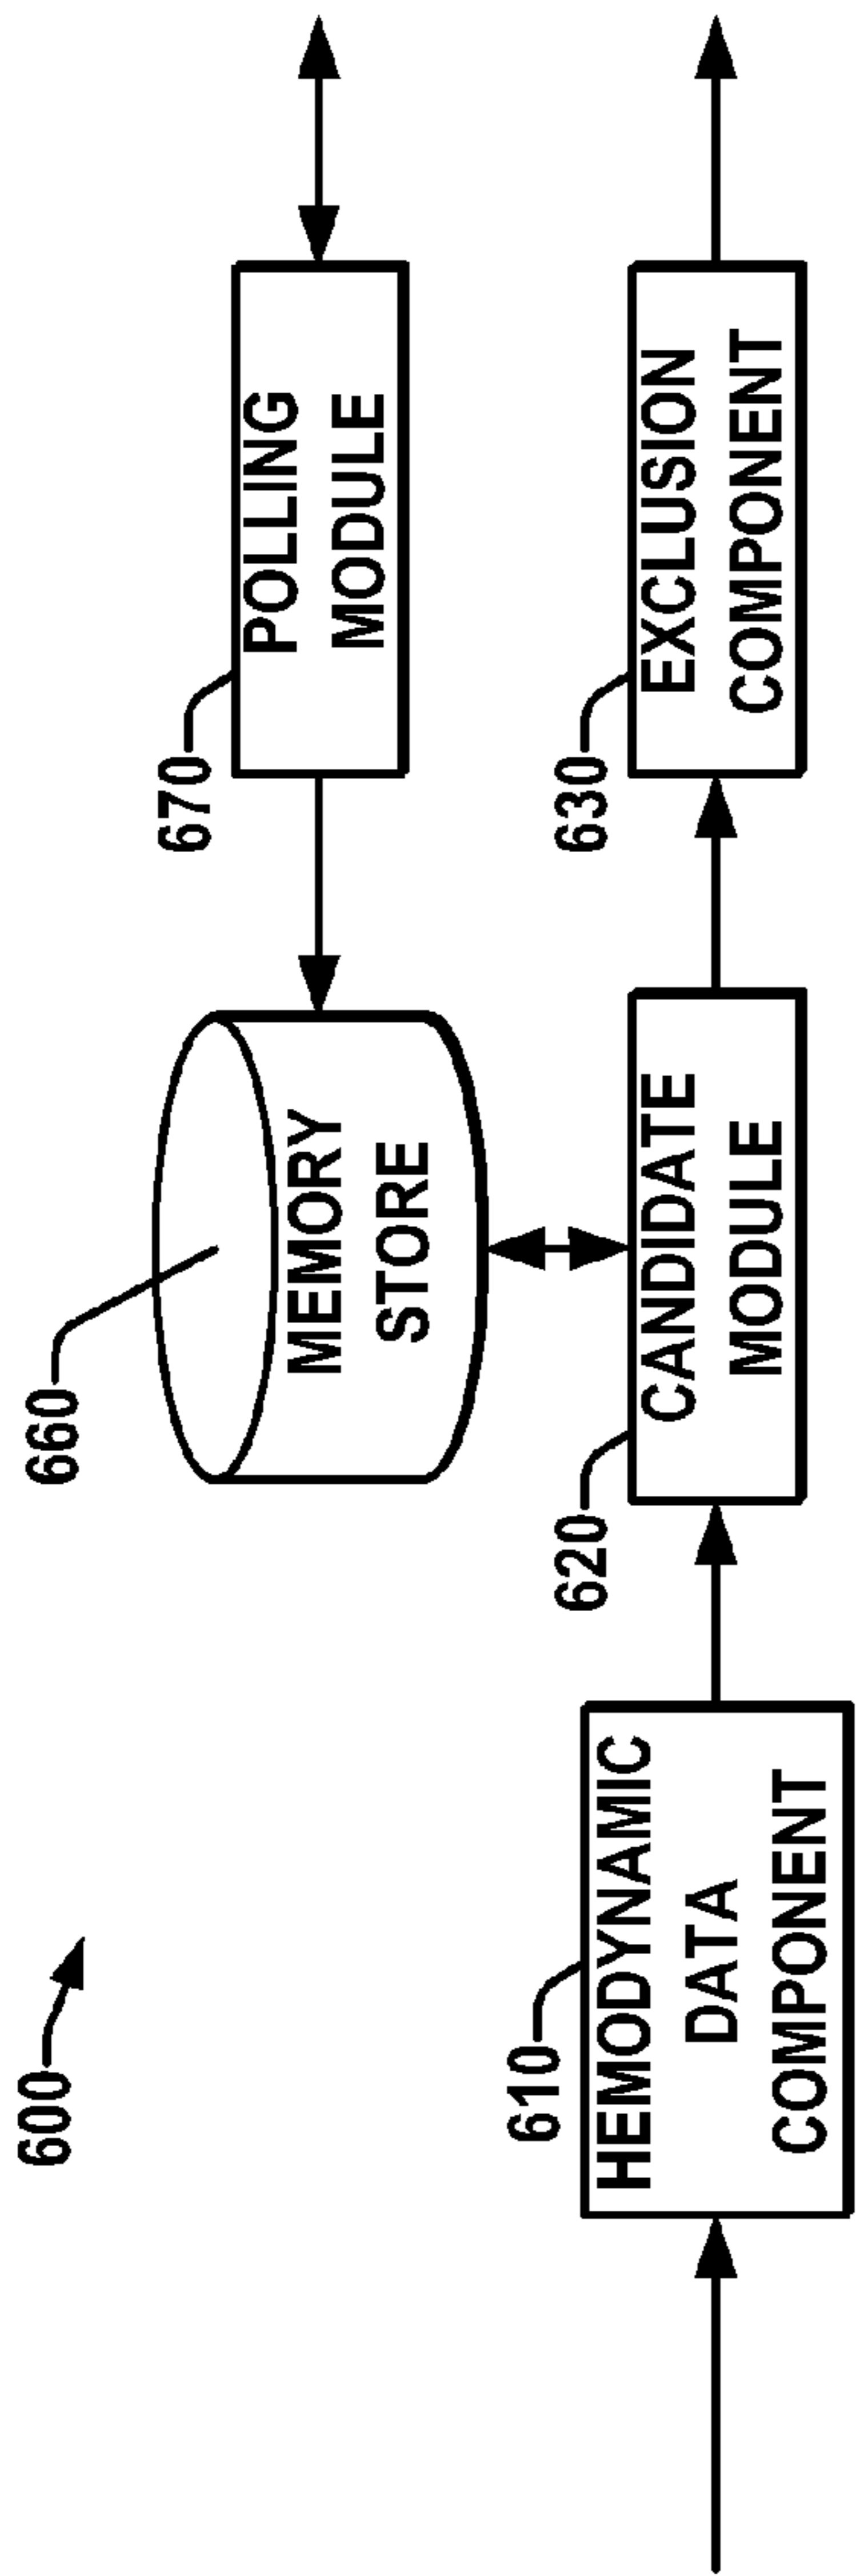 600
660
MEMORY
STORE
670
POLLING
MODULE
610
HEMODYNAMIC
DATA
COMPONENT
620
CANDIDATE
MODULE
630
EXCLUSION
COMPONENT